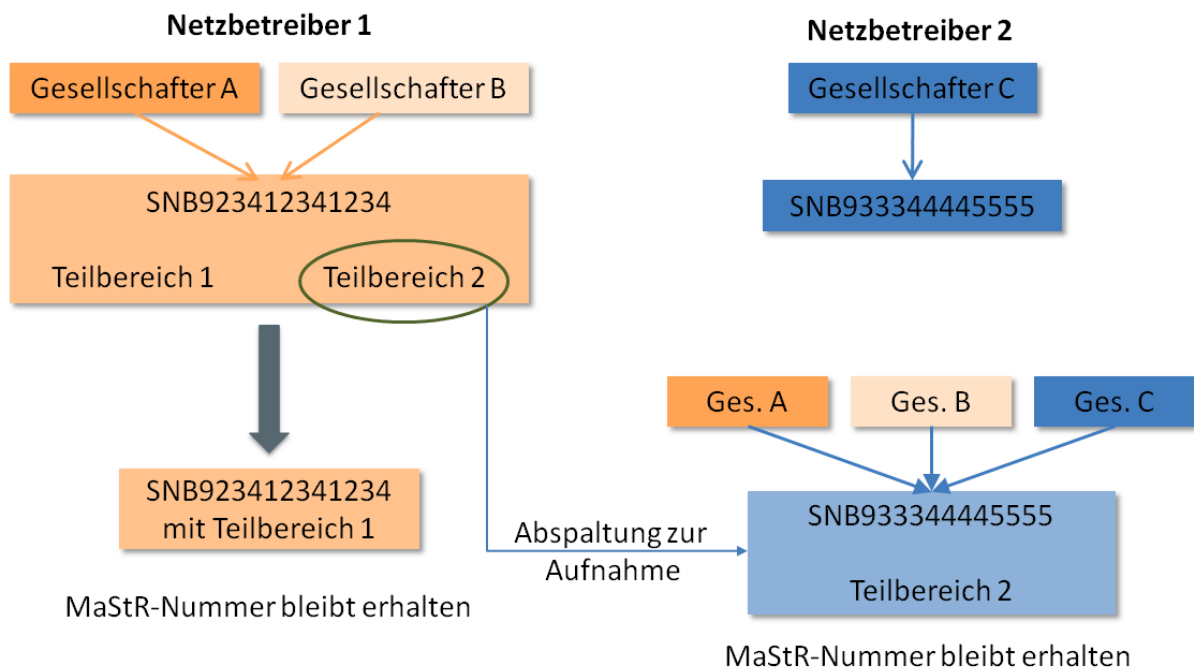 Netzbetreiber 1
Gesellschafter A
Gesellschafter B
SNB923412341234
Teilbereich 1
Teilbereich 2
SNB923412341234
mit Teilbereich 1
MaStR-Nummer bleibt erhalten
Abspaltung zur
Aufnahme
Netzbetreiber 2
Gesellschafter C
SNB933344445555
Ges. A
Ges. B
Ges. C
SNB933344445555
Teilbereich 2
MaStR-Nummer bleibt erhalten